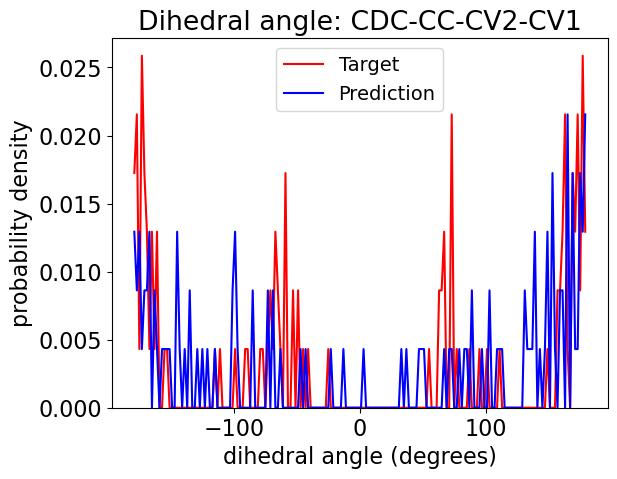 Dihedral angle: CDC-CC-CV2-CV1
Target
Prediction
probability density
0.025
0.020
0.015
0.010
0.005
0.000
−100
0
100
dihedral angle (degrees)